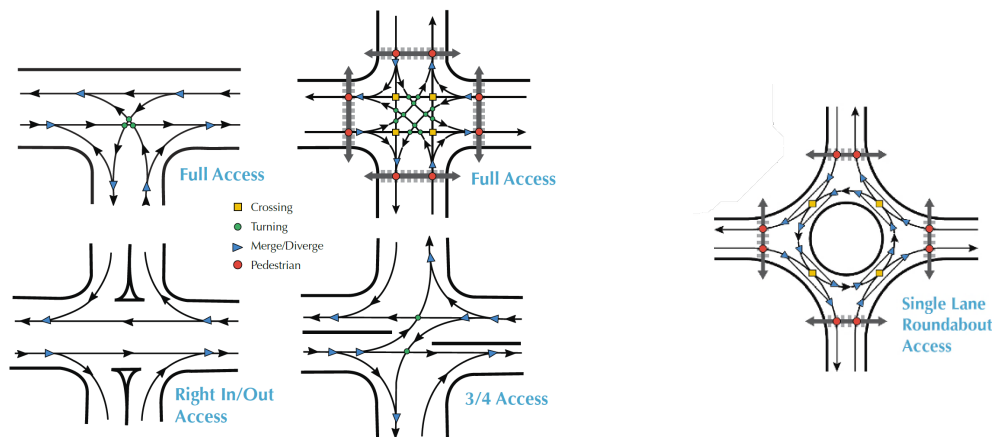 Full Access
Full Access
Crossing
Turning
Merge/Diverge
Pedestrian
Right In/Out
Access
3/4 Access
Single Lane
Roundabout
Access